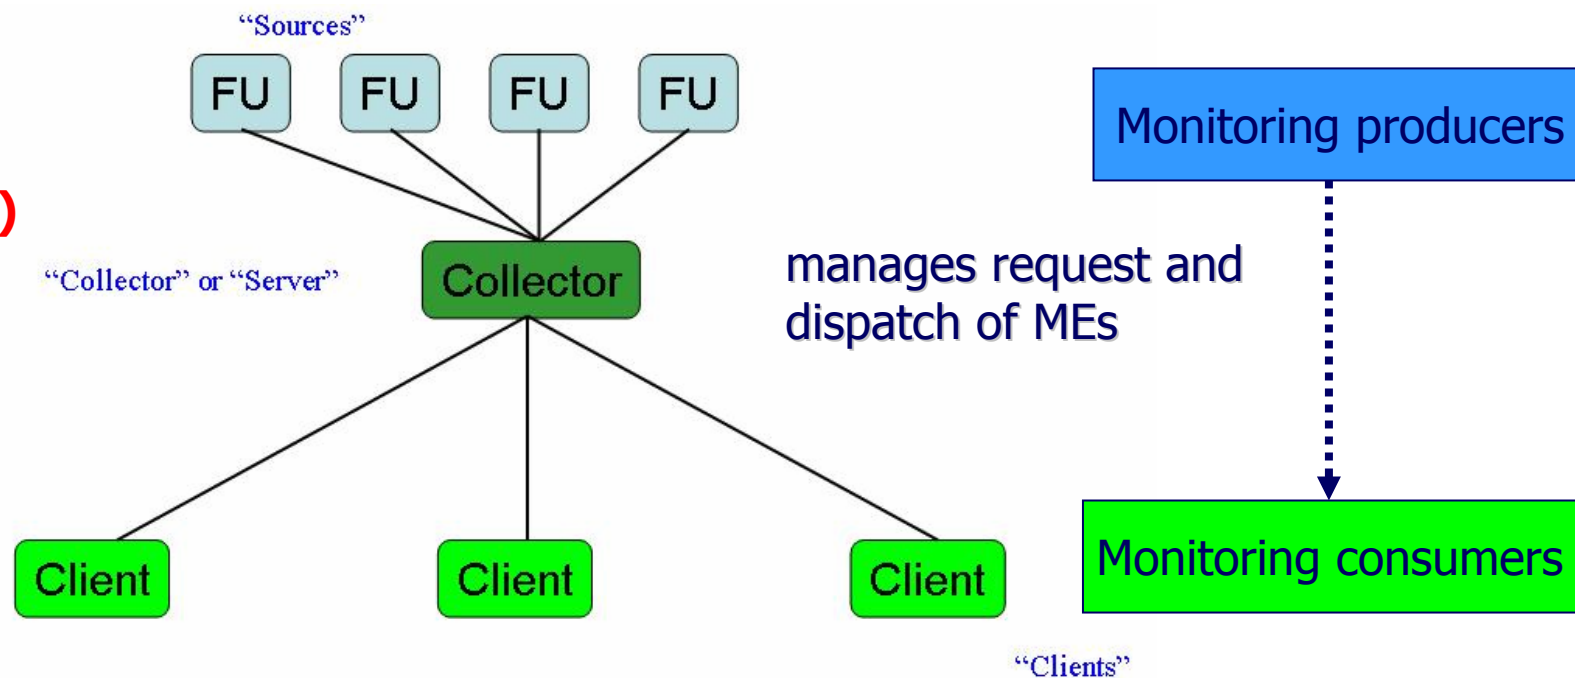 “Sources”
FU FU FU FU
Monitoring producers
)
“Collector” or “Server”
Collector
manages request and
dispatch of MEs
Client Client Client
Monitoring consumers
“Clients”